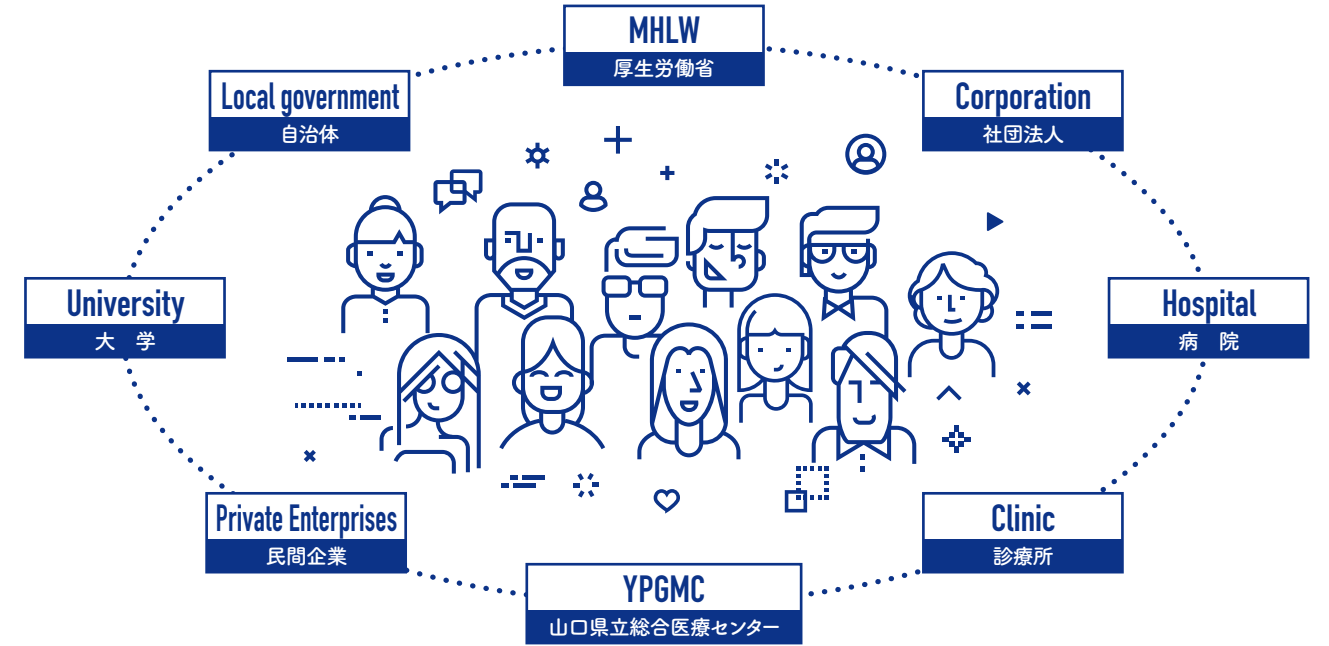 MHLW
厚生労働省
Local government
自治体
Corporation
社団法人
University
大　学
Hospital
病　院
Private Enterprises
民間企業
Clinic
診療所
YPGMC
山口県立総合医療センター